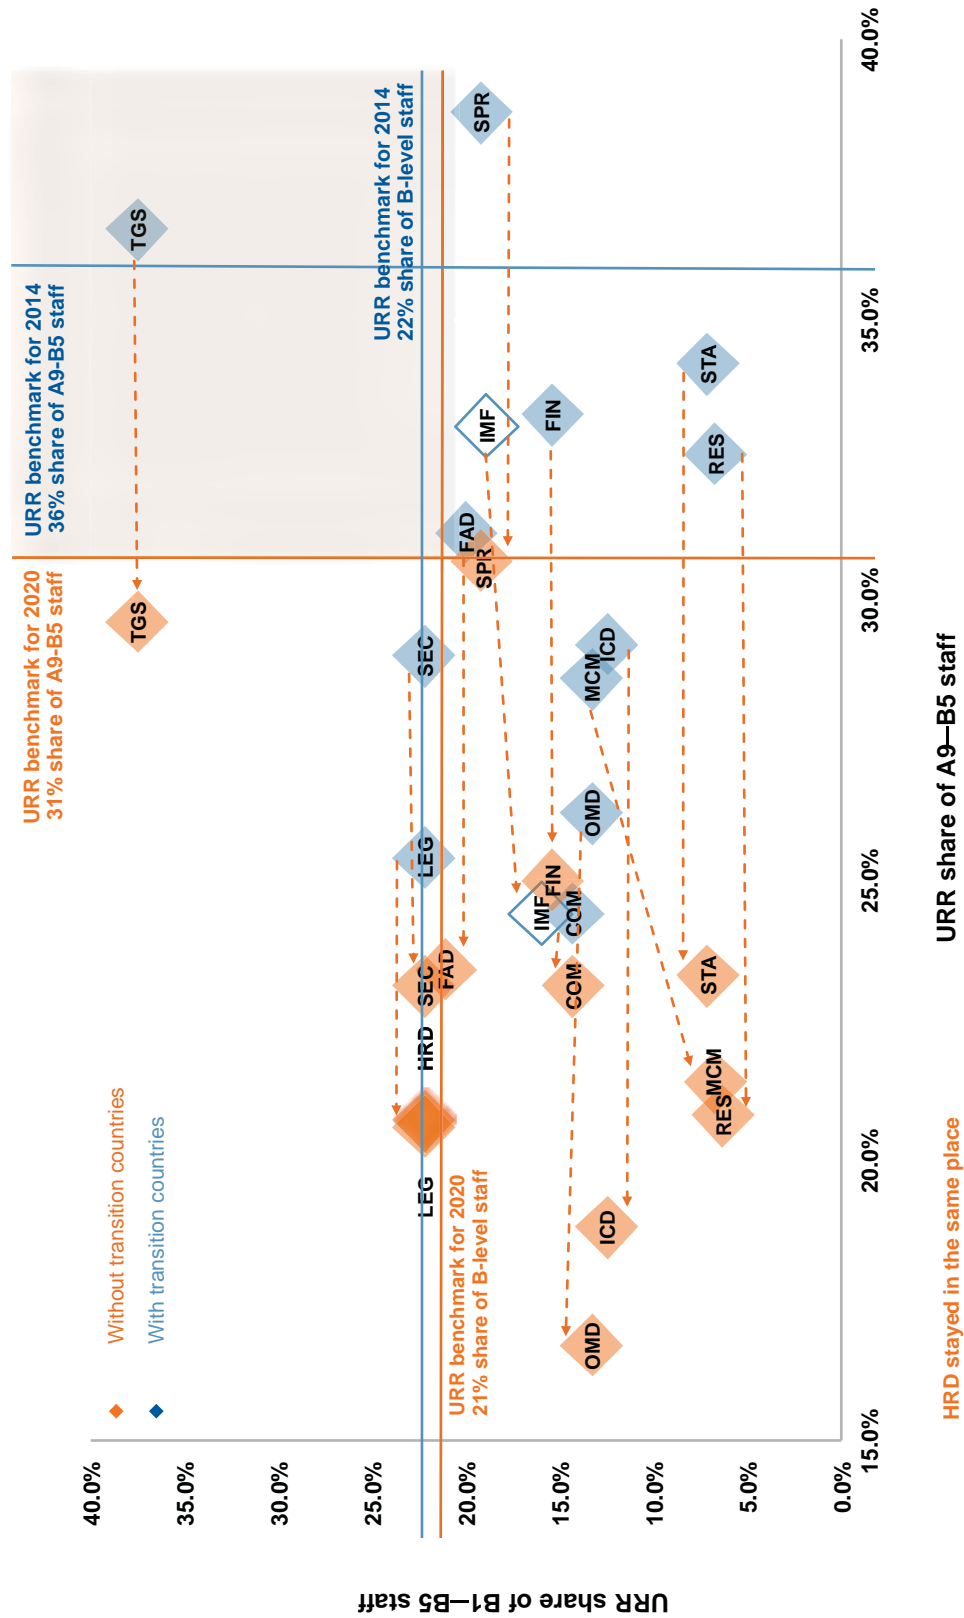 URR benchmark for 2020
31% share of A9-B5 staff
URR benchmark for 2014
36% share of A9-B5 staff
Without transition countries
With transition countries
URR benchmark for 2014
22% share of B-level staff
URR benchmark for 2020
21% share of B-level staff
40.0%
35.0%
30.0%
25.0%
20.0%
15.0%
10.0%
5.0%
0.0%
URR share of B1—B5 staff
TGS
TGS
LEG
HRD
SEC
LEG
SEC
FAD
SPR
FAD
SPR
IMF
IMF
FIN
FIN
COM
COM
OMD
OMD
ICD
MCM
ICD
RES
MCM
STA
RES
STA
15.0%
20.0%
25.0%
30.0%
35.0%
40.0%
URR share of A9—B5 staff
HRD stayed in the same place